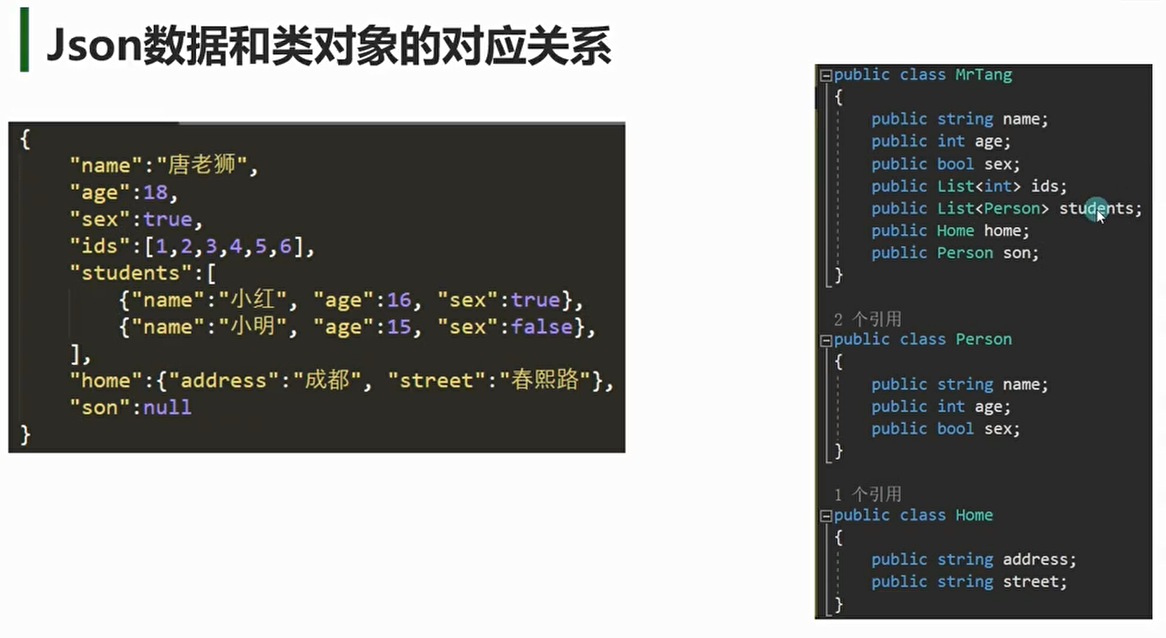 Json数据和类对象的对应关系
{
"name":"唐老狮",
"age":18,
"sex":true,
"ids":[1,2,3,4,5,6],
"students":[
{"name":"小红", "age":16, "sex":true},
{"name":"小明", "age":15, "sex":false},
],
"home":{"address":"成都", "street":"春熙路"},
"son":null
}
public class MrTang
{
public string name;
public int age;
public bool sex;
public List<int> ids;
public List<Person> students;
public Home home;
public Person son;
}
2 个引用
public class Person
{
public string name;
public int age;
public bool sex;
}
1 个引用
public class Home
{
public string address;
public string street;
}